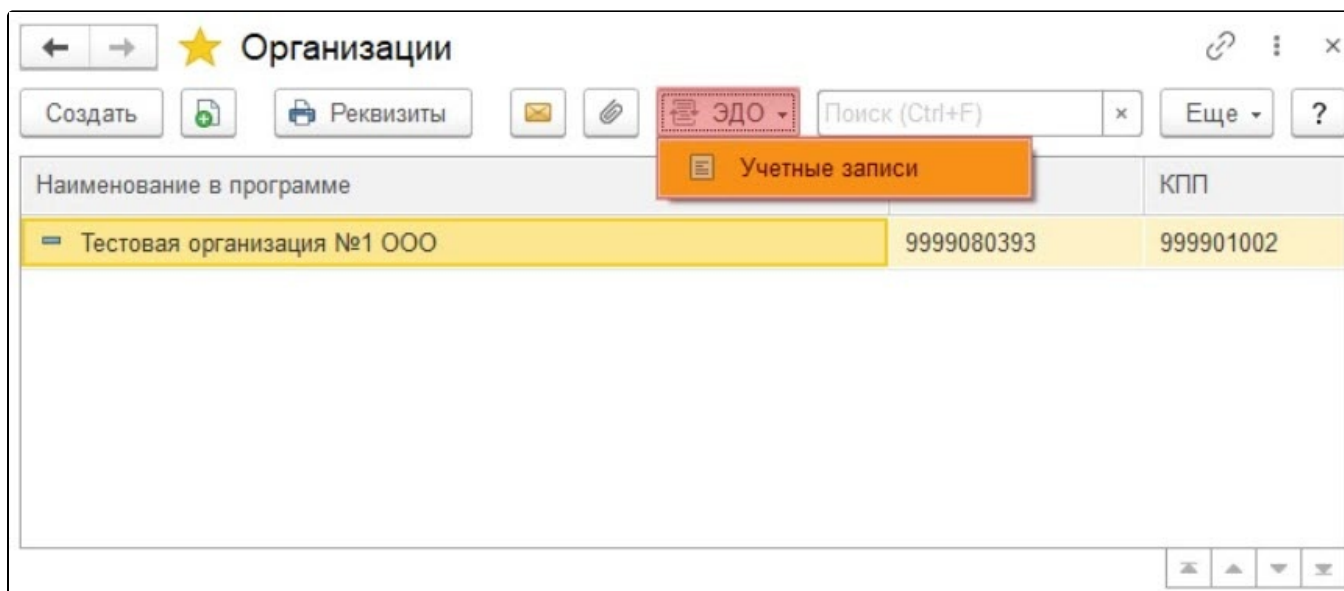 Организации
Создать Реквизиты ЭДО Поиск (Ctrl+F) × Еще ?
Учетные записи
Наименование в программе КПП
Тестовая организация №1 ООО 9999080393 999901002